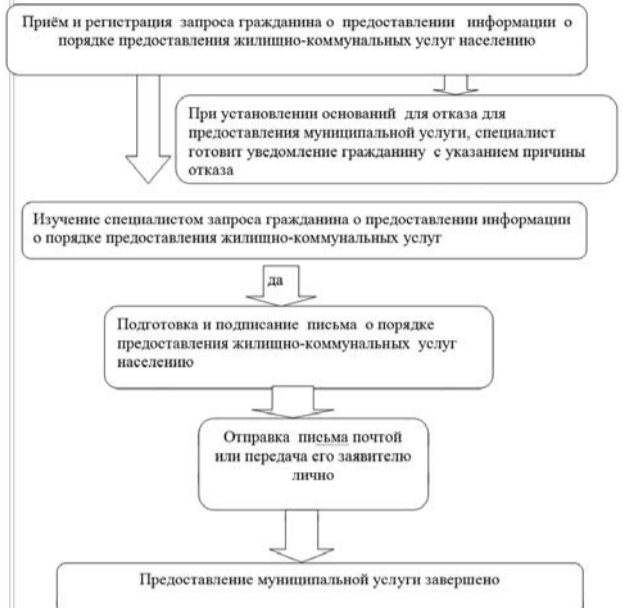 Приём и регистрация запроса гражданина о предоставлении информации о
порядке предоставления жилищно-коммунальных услуг населению
При установлении оснований для отказа для
предоставления муниципальной услуги, специалист
готовит уведомление гражданину с указанием причины
отказа
Изучение специалистом запроса гражданина о предоставлении информации
о порядке предоставления жилищно-коммунальных услуг
да
Подготовка и подписание письма о порядке
предоставления жилищно-коммунальных услуг
населению
Отправка письма почтой
или передача его заявителю
лично
Предоставление муниципальной услуги завершено